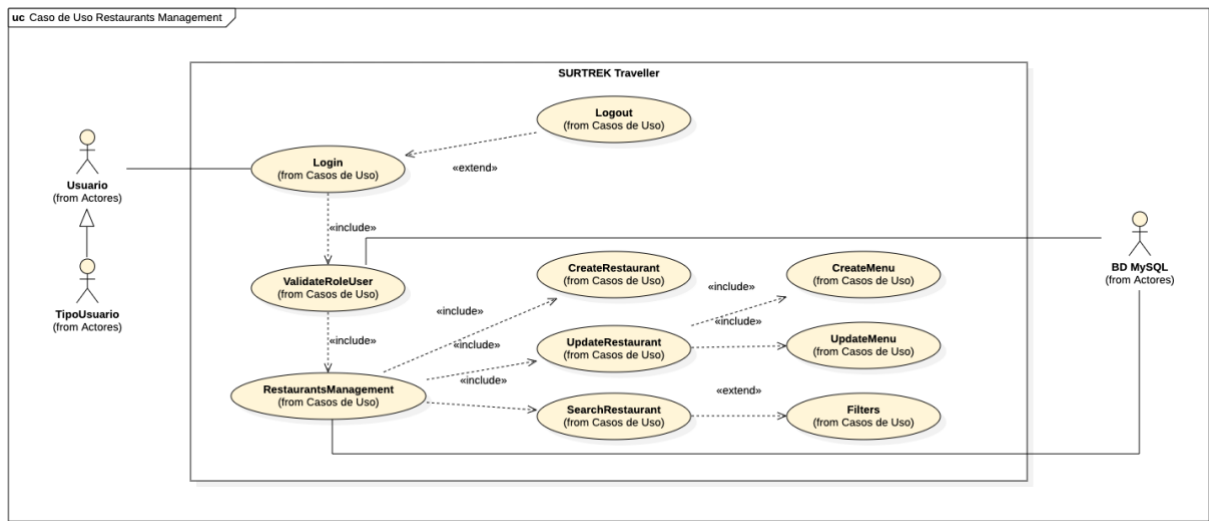 uc Caso de Uso Restaurants Management
SURTREK Traveller
Logout
(from Casos de Uso)
Login
(from Casos de Uso)
«extend»
Usuario
(from Actores)
«include»
ValidateRoleUser
(from Casos de Uso)
CreateRestaurant
(from Casos de Uso)
CreateMenu
(from Casos de Uso)
BD MySQL
(from Actores)
TipoUsuario
(from Actores)
«include»
«include»
«include»
«include»
«include»
UpdateRestaurant
(from Casos de Uso)
UpdateMenu
(from Casos de Uso)
«include»
RestaurantsManagement
(from Casos de Uso)
SearchRestaurant
(from Casos de Uso)
«extend»
Filters
(from Casos de Uso)